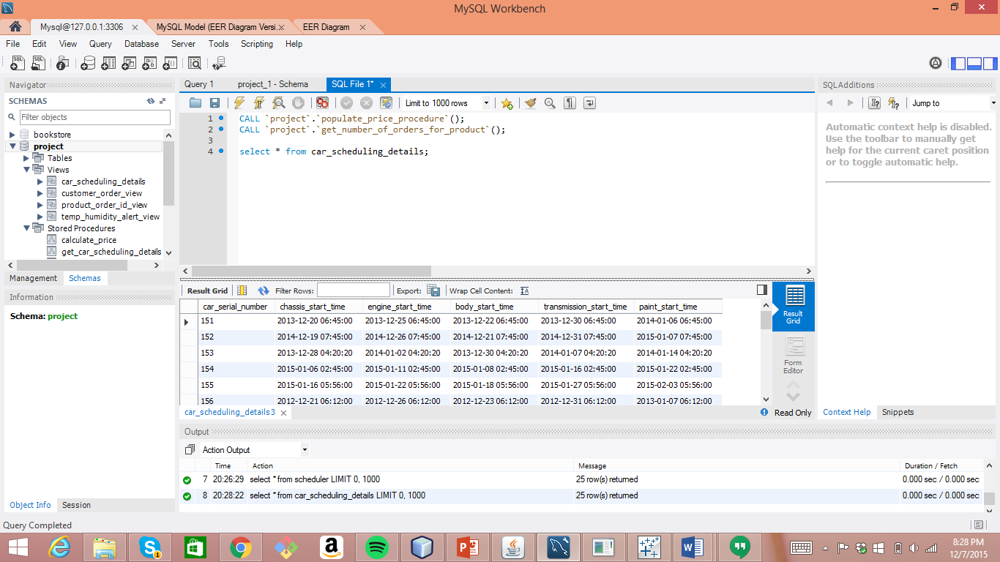 MySQL Workbench
Mysql@127.0.0.1:3306 MySQL Model (EER Diagram Versi... EER Diagram
File Edit View Query Database Server Tools Scripting Help
Navigator
SCHEMAS
Filter objects
bookstore
project
Tables
Views
car_scheduling_details
customer_order_view
product_order_id_view
temp_humidity_alert_view
Stored Procedures
calculate_price
get_car_scheduling_details
Management Schemas
Information
Schema: project
Object Info Session
Query 1 project_1 - Schema SQL File 1*
Limit to 1000 rows
1 CALL `project`.`populate_price_procedure`();
2 CALL `project`.`get_number_of_orders_for_product`();
3
4 select * from car_scheduling_details;
Result Grid Filter Rows: Export: Wrap Cell Content:
car_serial_number chassis_start_time engine_start_time body_start_time transmission_start_time paint_start_time
151 2013-12-20 06:45:00 2013-12-25 06:45:00 2013-12-22 06:45:00 2013-12-30 06:45:00 2014-01-06 06:45:00
152 2014-12-19 07:45:00 2014-12-26 07:45:00 2014-12-21 07:45:00 2014-12-31 07:45:00 2015-01-07 07:45:00
153 2013-12-28 04:20:20 2014-01-02 04:20:20 2013-12-30 04:20:20 2014-01-07 04:20:20 2014-01-14 04:20:20
154 2015-01-06 02:45:00 2015-01-11 02:45:00 2015-01-08 02:45:00 2015-01-16 02:45:00 2015-01-22 02:45:00
155 2015-01-16 05:56:00 2015-01-22 05:56:00 2015-01-18 05:56:00 2015-01-27 05:56:00 2015-02-03 05:56:00
156 2012-12-21 06:12:00 2012-12-26 06:12:00 2012-12-23 06:12:00 2012-12-31 06:12:00 2013-01-07 06:12:00
Result Grid
Form Editor
car_scheduling_details 3
Read Only
SQLAdditions
Jump to
Automatic context help is disabled.
Use the toolbar to manually get
help for the current caret position
or to toggle automatic help.
Context Help Snippets
Output
Action Output
Time Action Message Duration / Fetch
7 20:26:29 select * from scheduler LIMIT 0, 1000 25 row(s) returned 0.000 sec / 0.000 sec
8 20:28:22 select * from car_scheduling_details LIMIT 0, 1000 25 row(s) returned 0.000 sec / 0.000 sec
Query Completed
8:28 PM
12/7/2015